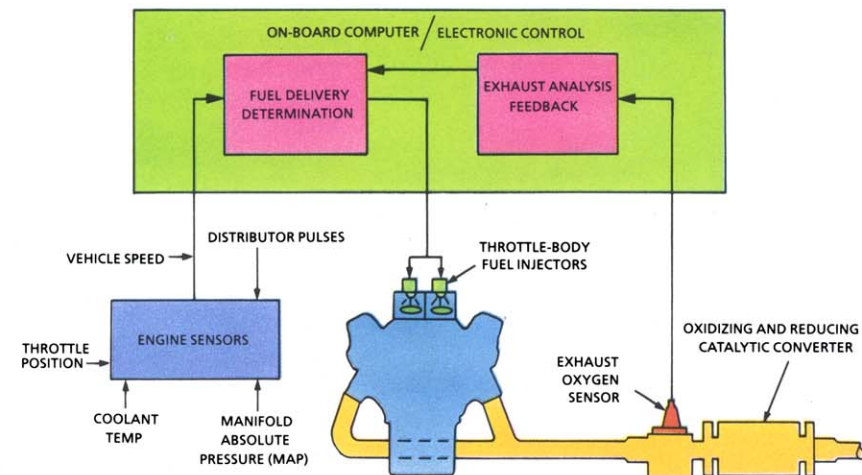 ON-BOARD COMPUTER / ELECTRONIC CONTROL
FUEL DELIVERY
DETERMINATION
EXHAUST ANALYSIS
FEEDBACK
DISTRIBUTOR PULSES
VEHICLE SPEED
THROTTLE-BODY
FUEL INJECTORS
ENGINE SENSORS
OXIDIZING AND REDUCING
CATALYTIC CONVERTER
THROTTLE
POSITION
EXHAUST
OXYGEN
SENSOR
COOLANT
TEMP
MANIFOLD
ABSOLUTE
PRESSURE (MAP)